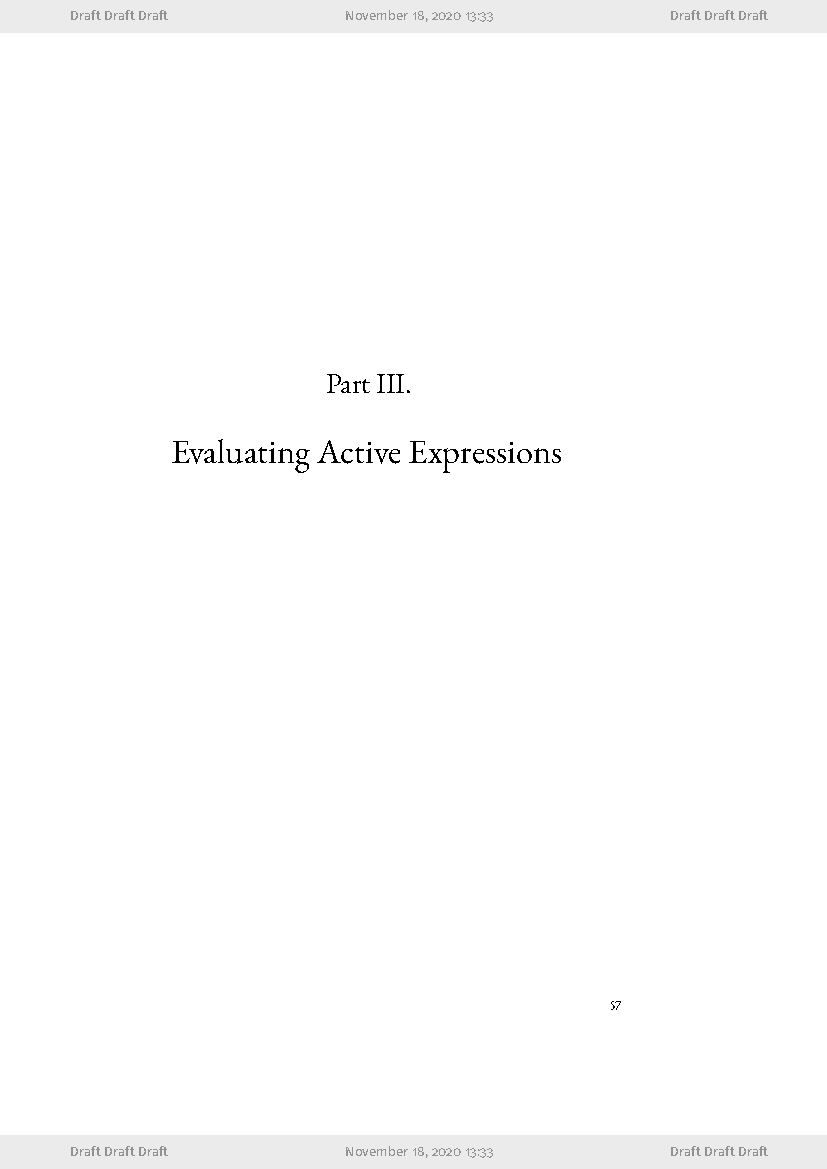 Draft Draft Draft November 18, 2020 13:33 Draft Draft Draft
Part III.
Evaluating Active Expressions
57
Draft Draft Draft November 18, 2020 13:33 Draft Draft Draft